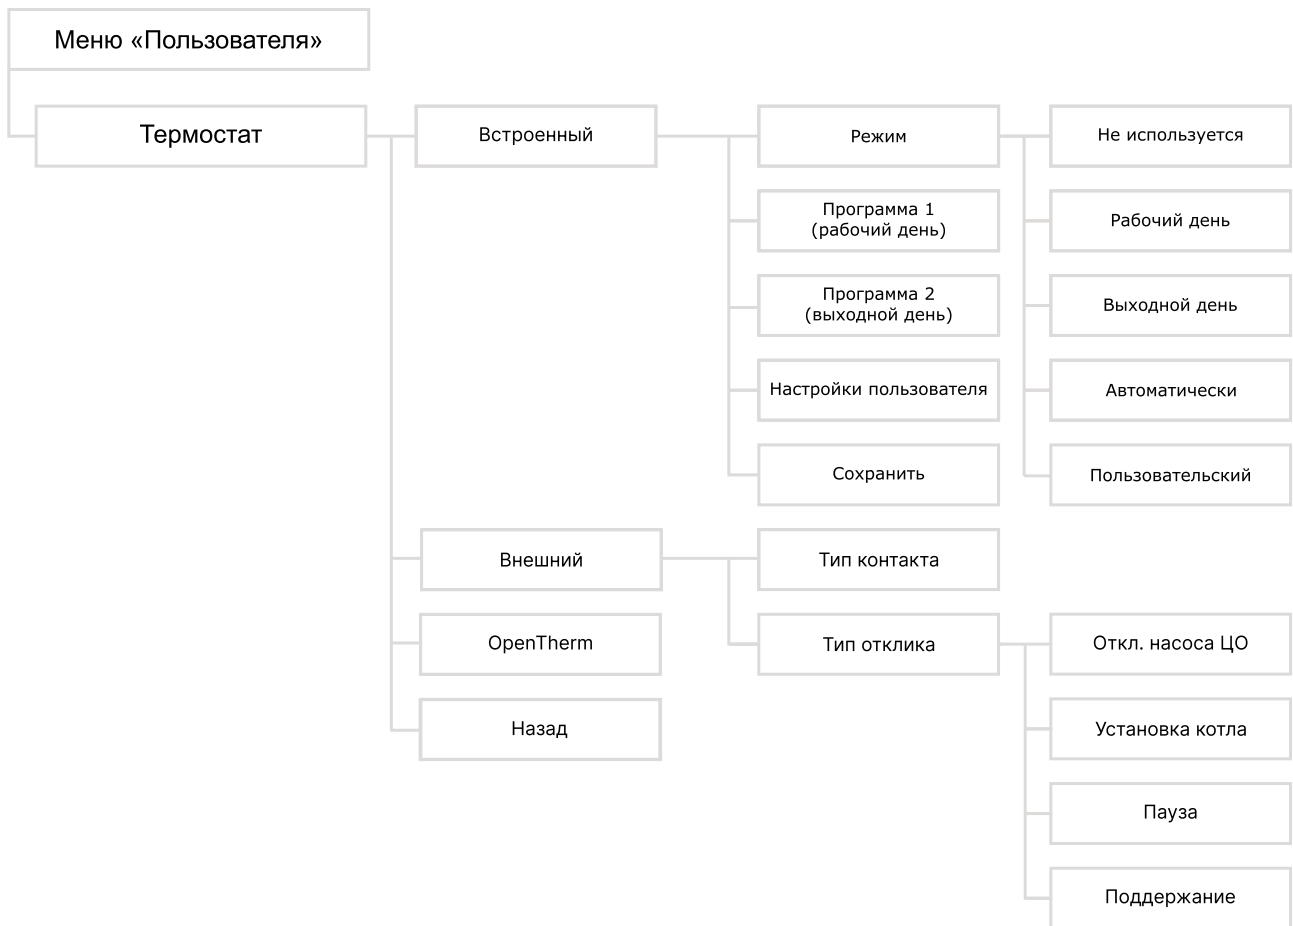 Меню «Пользователя»
Термостат
Встроенный
Режим
Не используется
Программа 1
(рабочий день)
Рабочий день
Программа 2
(выходной день)
Выходной день
Настройки пользователя
Автоматически
Сохранить
Пользовательский
Внешний
Тип контакта
OpenTherm
Тип отклика
Откл. насоса ЦО
Назад
Установка котла
Пауза
Поддержание